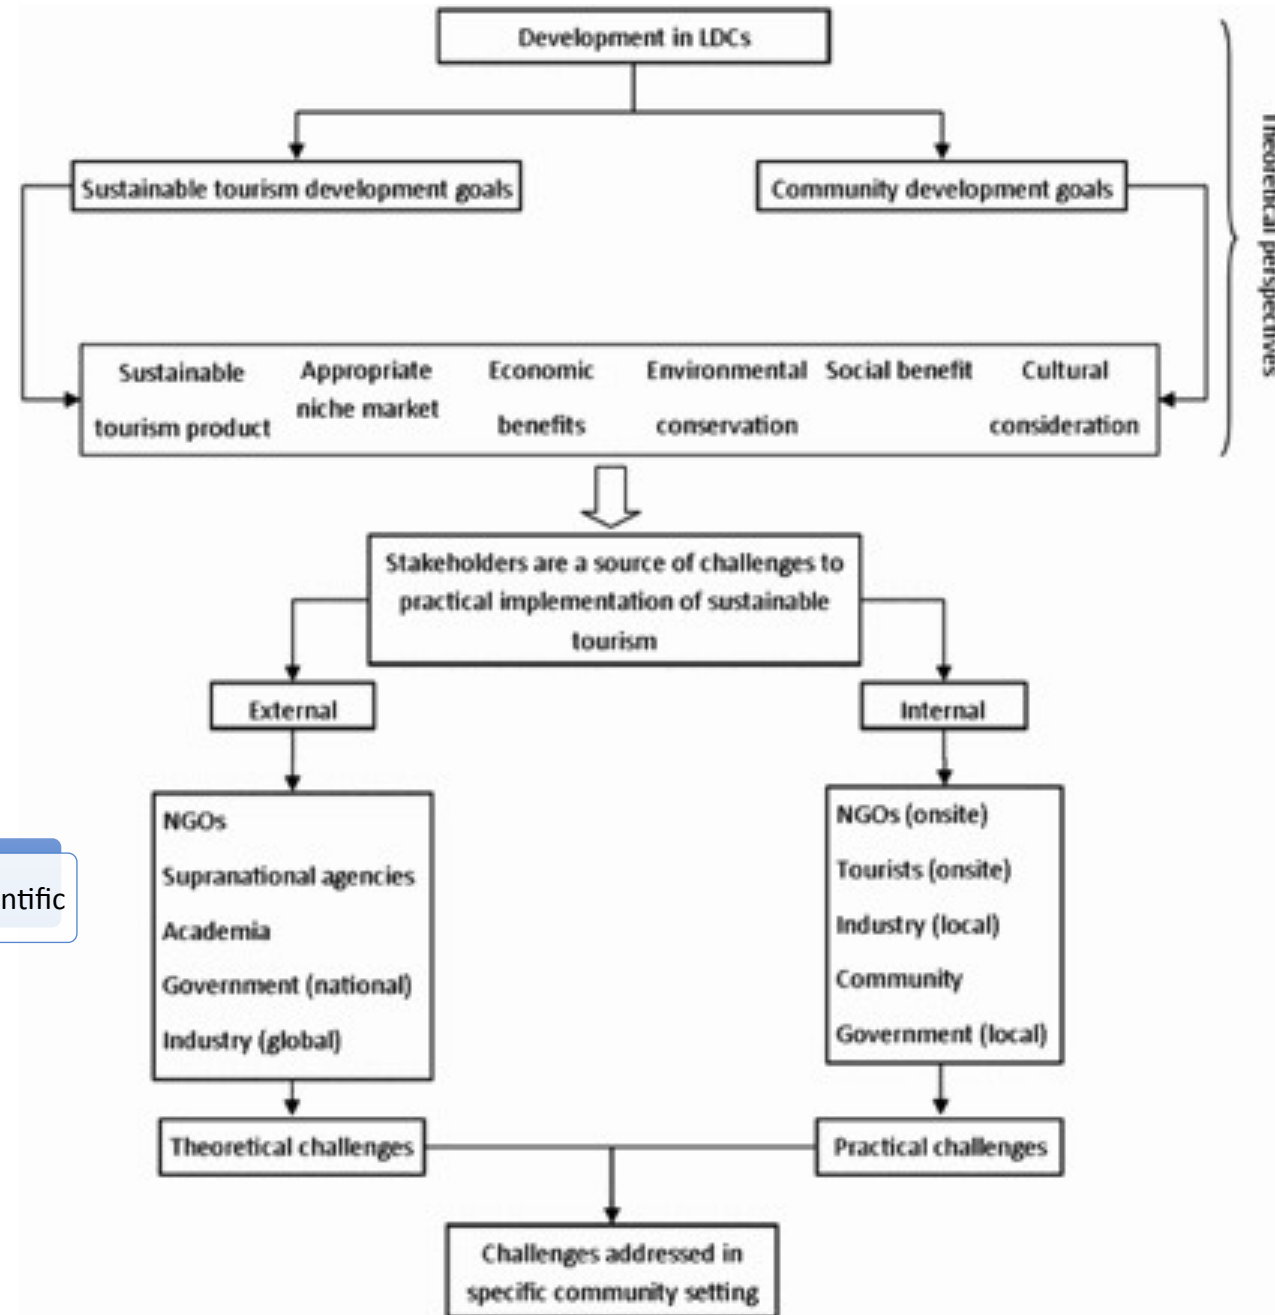 Development in LDCs
Sustainable tourism development goals
Community development goals
Theoretical perspectives
Sustainable
tourism product
Appropriate
niche market
Economic
benefits
Environmental
conservation
Social benefit
Cultural
consideration
Stakeholders are a source of challenges to
practical implementation of sustainable
tourism
External
Internal
NGOs
Supranational agencies
Academia
Government (national)
Industry (global)
NGOs (onsite)
Tourists (onsite)
Industry (local)
Community
Government (local)
ntific
Theoretical challenges
Practical challenges
Challenges addressed in
specific community setting